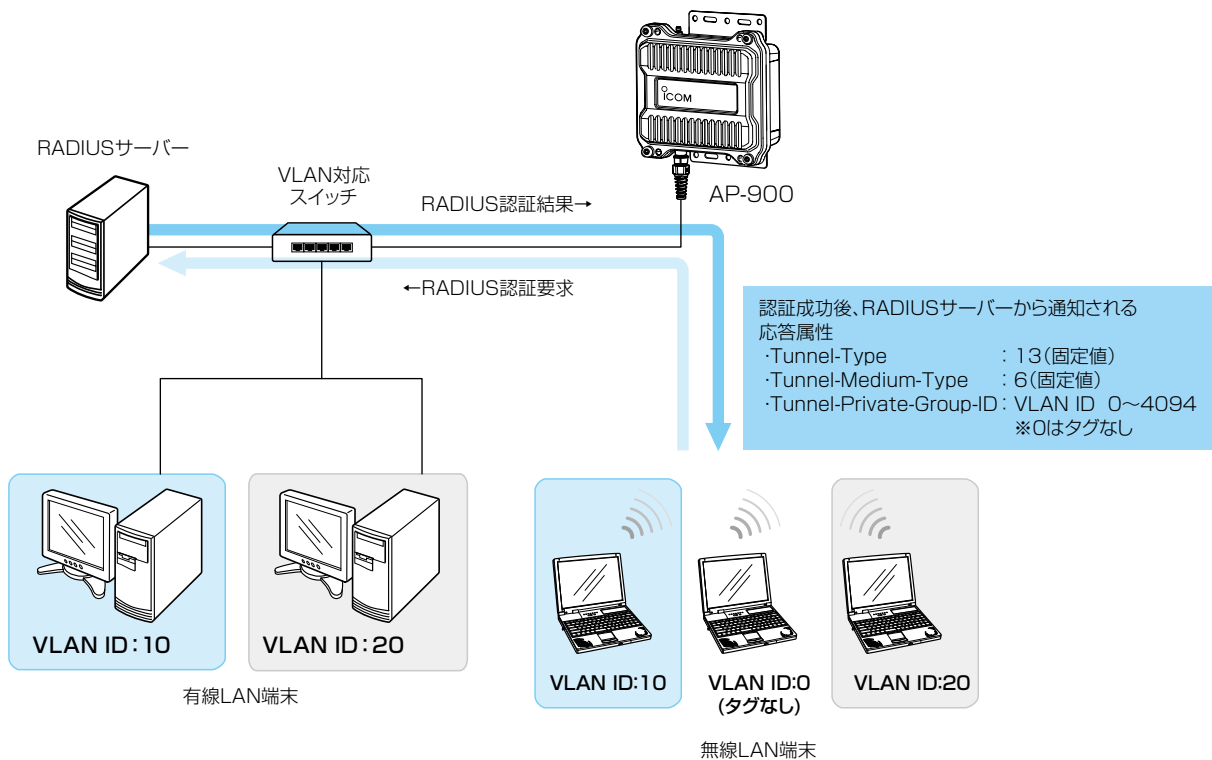 ICOM
RADIUSサーバー
VLAN対応
スイッチ
AP-900
RADIUS認証結果→
←RADIUS認証要求
認証成功後、RADIUSサーバーから通知される
応答属性
·Tunnel-Type : 13(固定値)
·Tunnel-Medium-Type : 6(固定値)
·Tunnel-Private-Group-ID : VLAN ID 0～4094
※0はタグなし
VLAN ID：10
VLAN ID：20
有線LAN端末
VLAN ID:10
VLAN ID:0
(タグなし)
VLAN ID:20
無線LAN端末